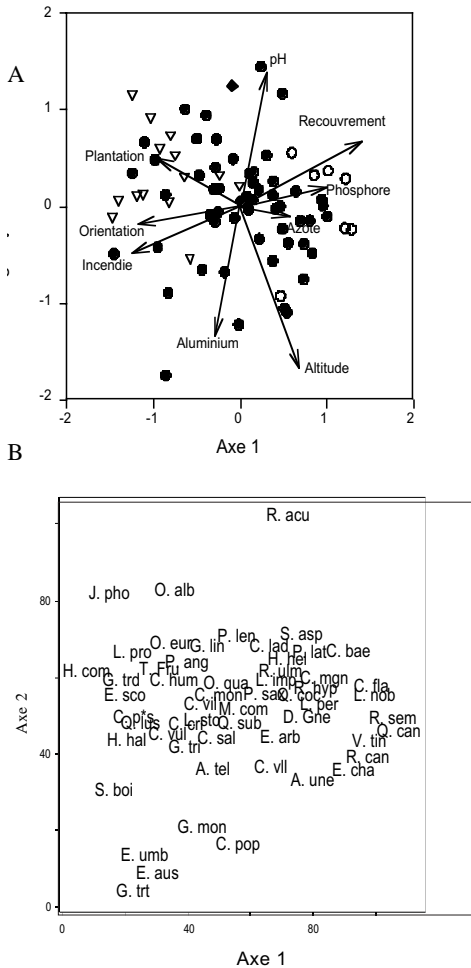 A
2
1
0
-1
-2
pH
Recouvrement
Plantation
Phosphore
Azote
Orientation
Incendie
Aluminium
Altitude
-2 -1 0 1 2
Axe 1
B
R. acu
J. pho O. alb
80
P. len S. asp
O. eur G. lin C. lad P. lat C. bae
L. pro P. ang H. hel
H. com T. Fru R. ulm
G. trd C. hum O. qua L. imp C. mgn C. fla
E. sco C. mon P. sax Q. coc R. hyp L. nob
C. vil M. com L. per
L. sto Q. sub D. Gne R. sem
C. vul Q. can
H. hal G. trl C. sal E. arb V. tin
40
R. can
A. tel C. vll E. cha
A. une
S. boi
G. mon
C. pop
E. umb
E. aus
G. trt
0
Axe 2
0 40 80
Axe 1